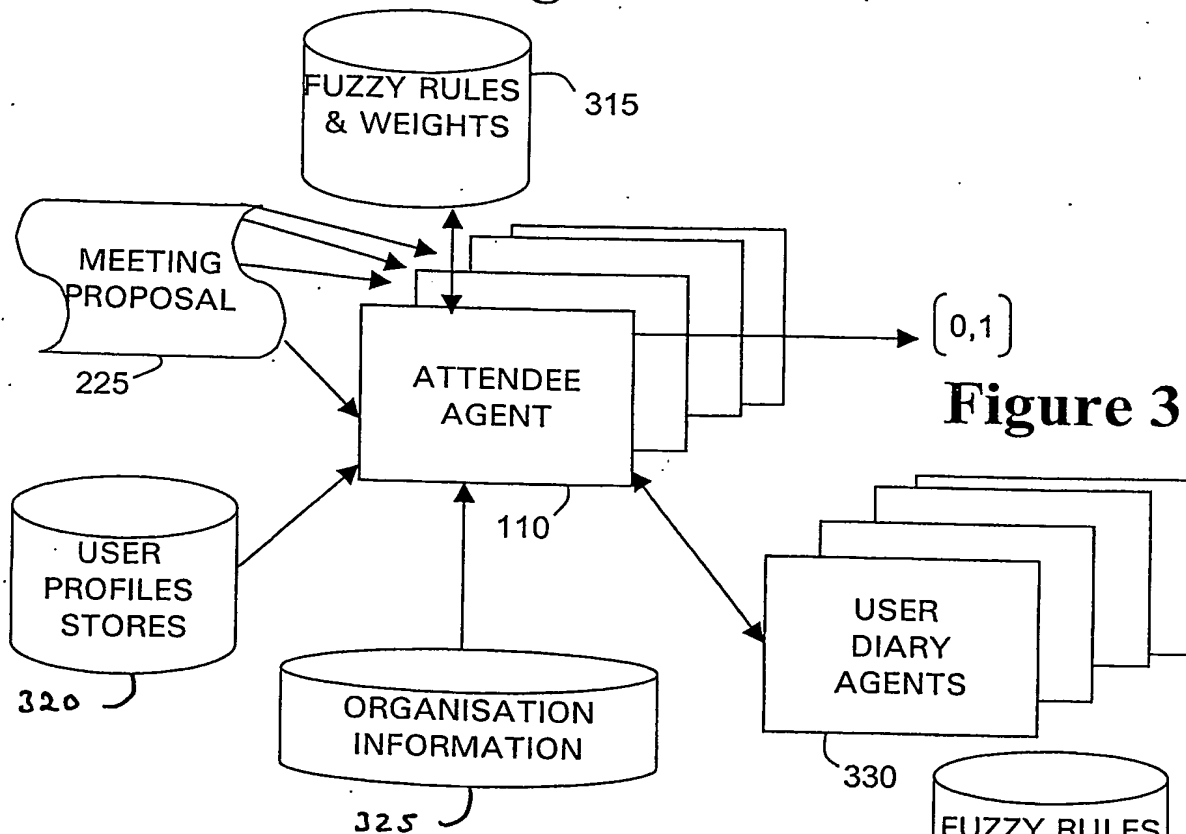 FUZZY RULES
& WEIGHTS
315
MEETING
PROPOSAL
225
ATTENDEE
AGENT
110
[0,1]
Figure 3
USER
PROFILES
STORES
320
ORGANISATION
INFORMATION
325
USER
DIARY
AGENTS
330
FUZZY RULES